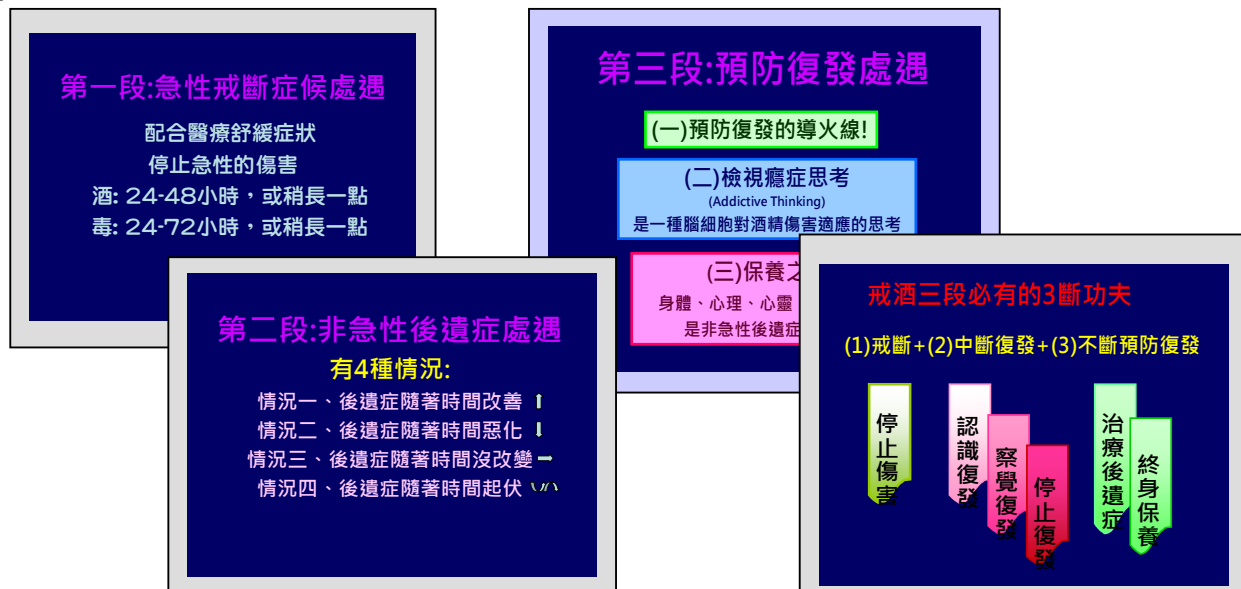 第一段:急性戒斷症候處遇
配合醫療舒緩症狀
停止急性的傷害
酒: 24-48小時，或稍長一點
毒: 24-72小時，或稍長一點
第二段:非急性後遺症處遇
有4種情況:
情況一、後遺症隨著時間改善
情況二、後遺症隨著時間惡化
情況三、後遺症隨著時間沒改變
情況四、後遺症隨著時間起伏
第三段:預防復發處遇
(一)預防復發的導火線!
(二)檢視癮症思考
(Addictive Thinking)
是一種腦細胞對酒精傷害適應的思考
(三)保養之
身體、心理、心靈
是非急性後遺症
戒酒三段必有的3斷功夫
(1)戒斷+(2)中斷復發+(3)不斷預防復發
停止傷害
認識復發
察覺復發
停止復發
治療後遺症
終身保養